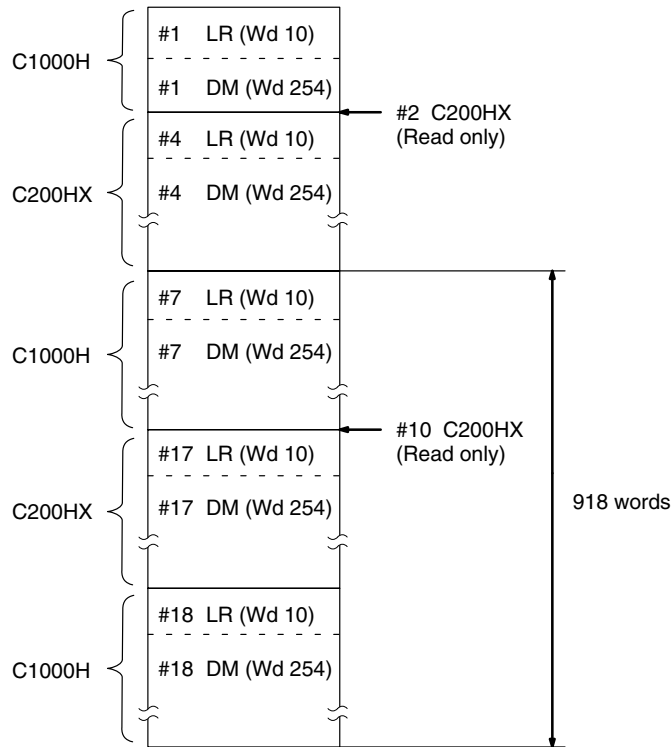 C1000H
#1 LR (Wd 10)
#1 DM (Wd 254)
#2 C200HX
(Read only)
C200HX
#4 LR (Wd 10)
#4 DM (Wd 254)
C1000H
#7 LR (Wd 10)
#7 DM (Wd 254)
#10 C200HX
(Read only)
C200HX
#17 LR (Wd 10)
#17 DM (Wd 254)
918 words
C1000H
#18 LR (Wd 10)
#18 DM (Wd 254)